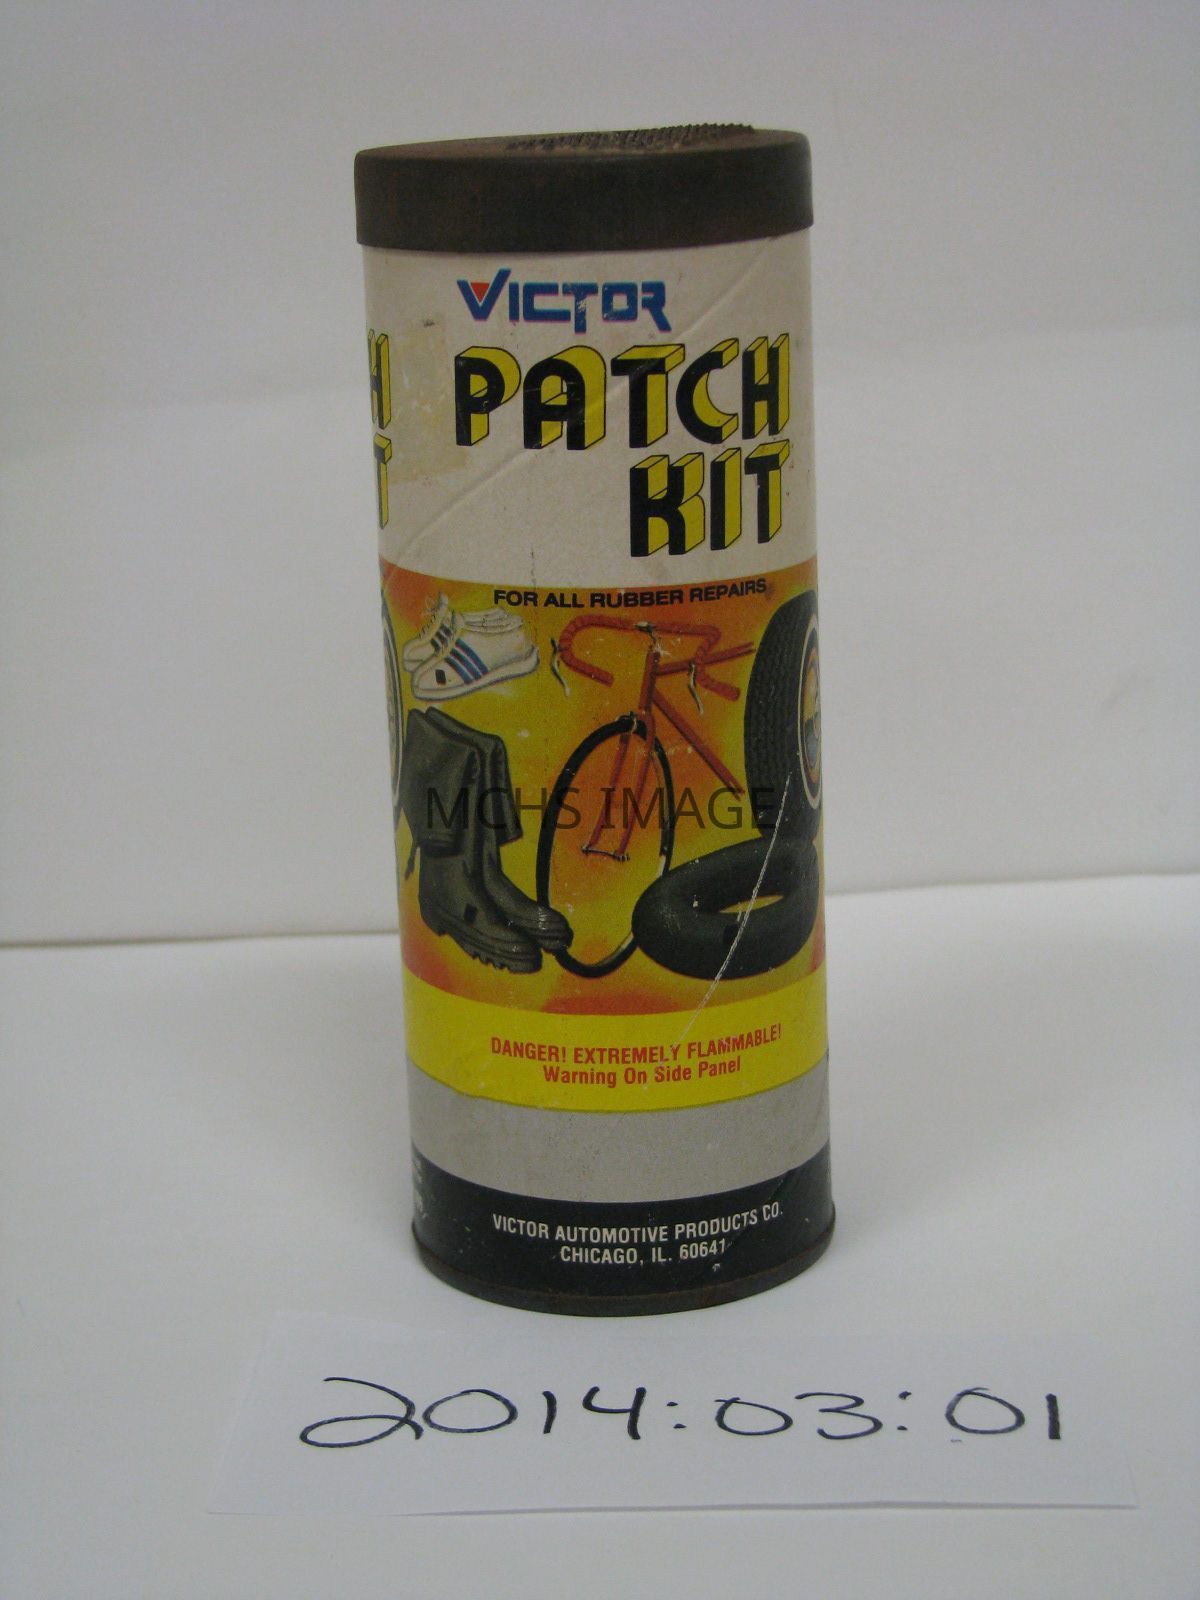 VICTOR
PATCH
KIT
H
T
FOR ALL RUBBER REPAIRS
MCHS IMAGE
DANGER! EXTREMELY FLAMMABLE!
Warning On Side Panel
VICTOR AUTOMOTIVE PRODUCTS CO.
CHICAGO, IL. 60641
2014:03:01